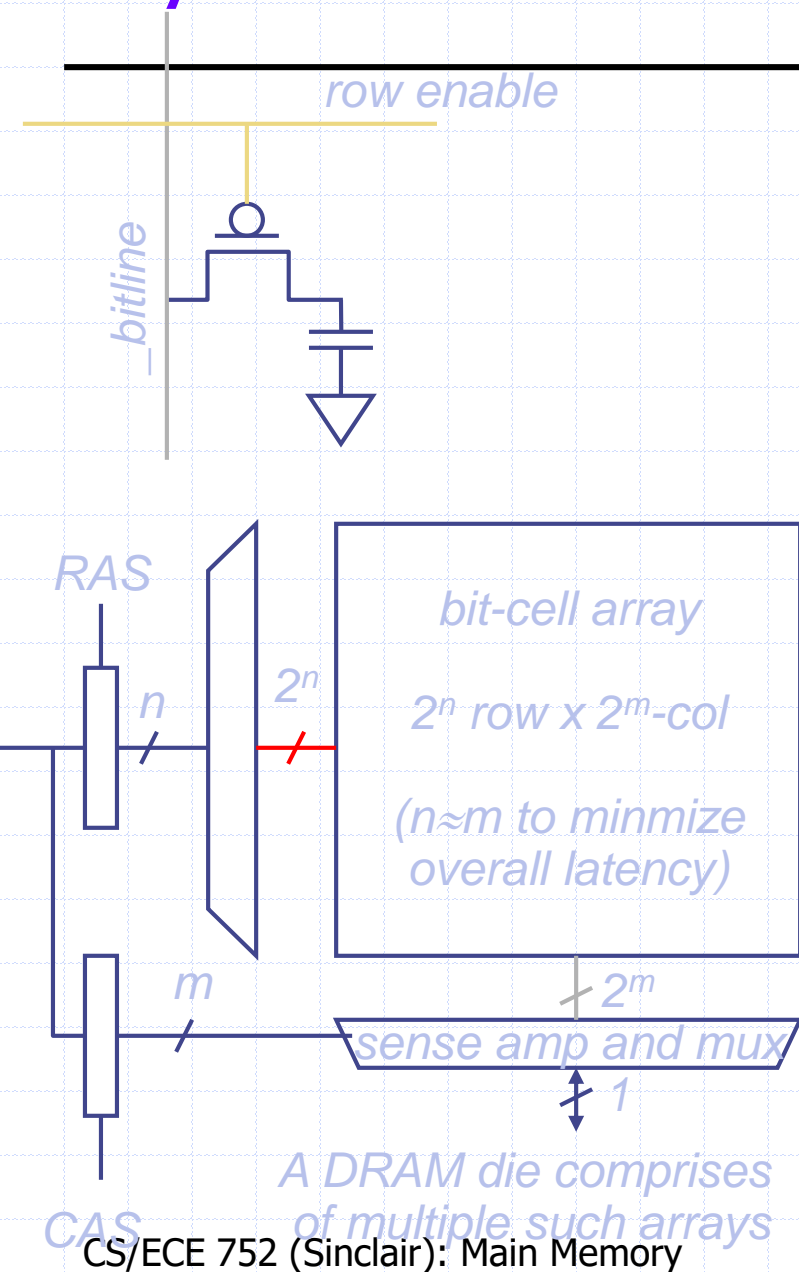 row enable
_bitline
RAS
bit-cell array
n
2ⁿ
2ⁿ row x 2ᵐ-col
(n≈m to minmize
overall latency)
m
2ᵐ
sense amp and mux
1
A DRAM die comprises
of multiple such arrays
CAS
CS/ECE 752 (Sinclair): Main Memory